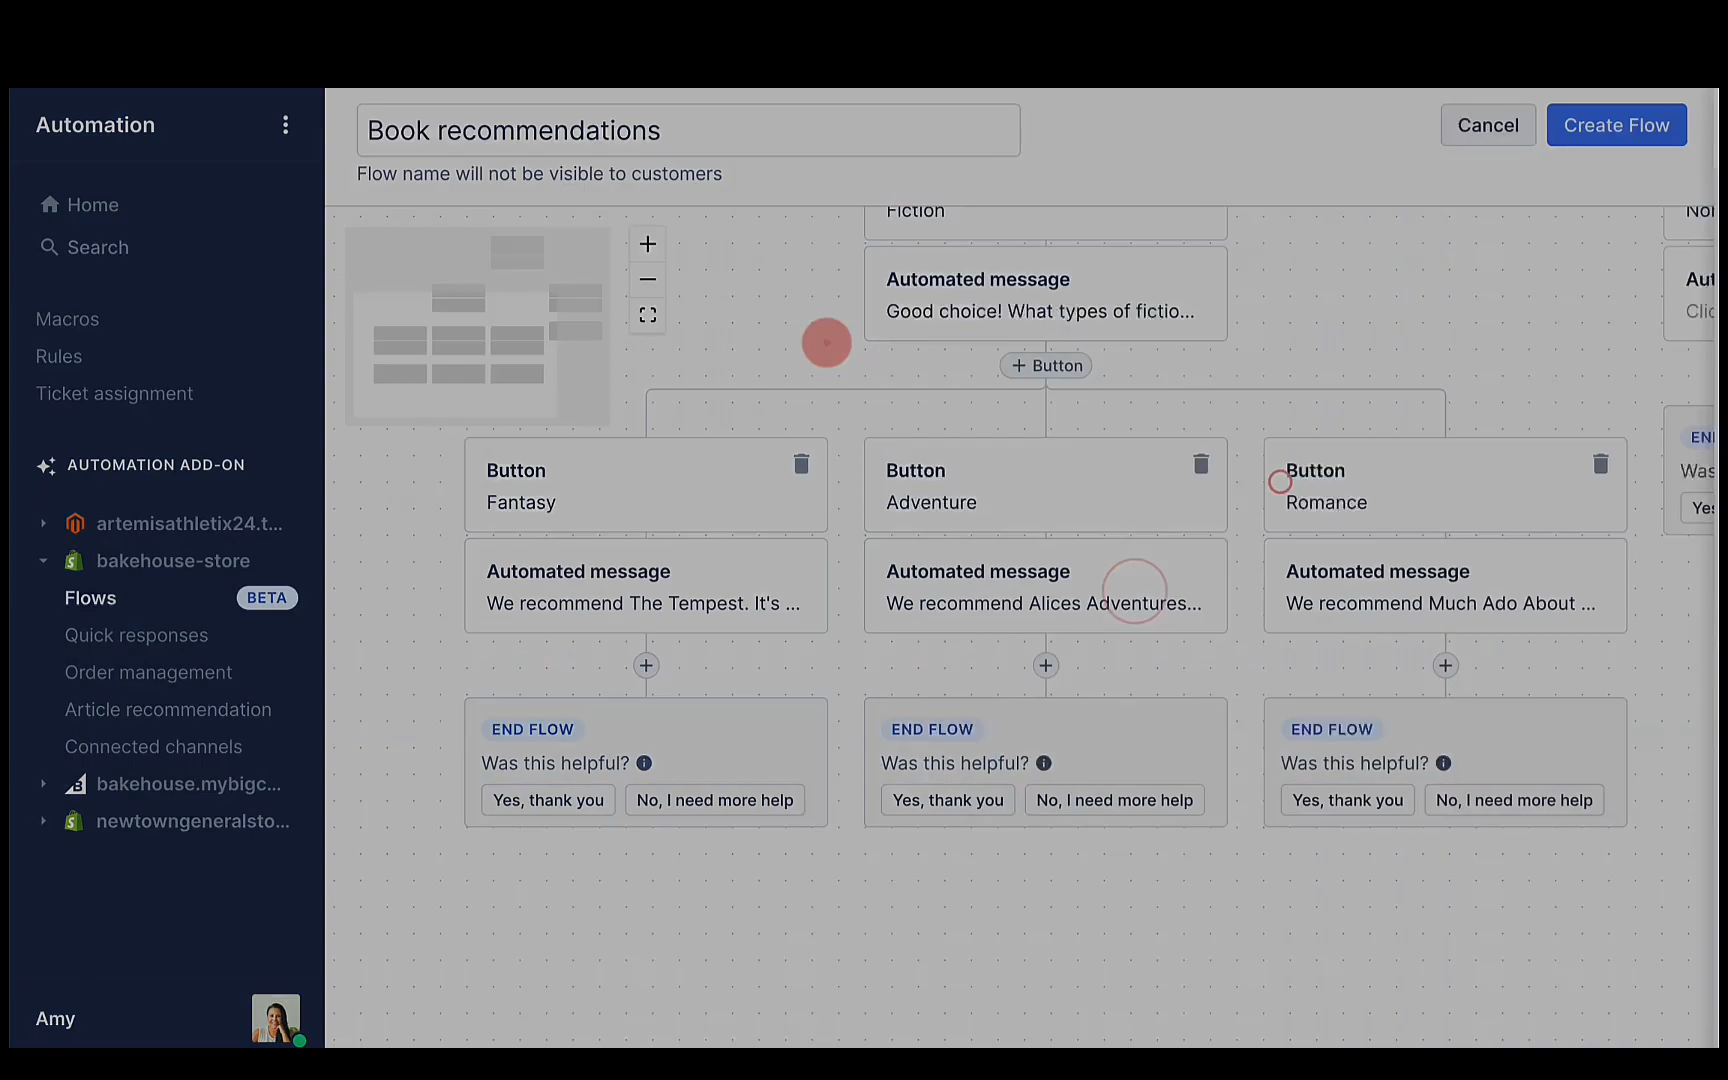 Automation
Home
Search
Macros
Rules
Ticket assignment
AUTOMATION ADD-ON
artemisathletix24.t...
bakehouse-store
Flows BETA
Quick responses
Order management
Article recommendation
Connected channels
bakehouse.mybigc...
newtowngeneralsto...
Amy
Book recommendations
Cancel Create Flow
Flow name will not be visible to customers
Fiction
Automated message
Good choice! What types of fictio...
+ Button
Button
Fantasy
Automated message
We recommend The Tempest. It's ...
END FLOW
Was this helpful?
Yes, thank you No, I need more help
Button
Adventure
Automated message
We recommend Alices Adventures...
END FLOW
Was this helpful?
Yes, thank you No, I need more help
Button
Romance
Automated message
We recommend Much Ado About ...
END FLOW
Was this helpful?
Yes, thank you No, I need more help